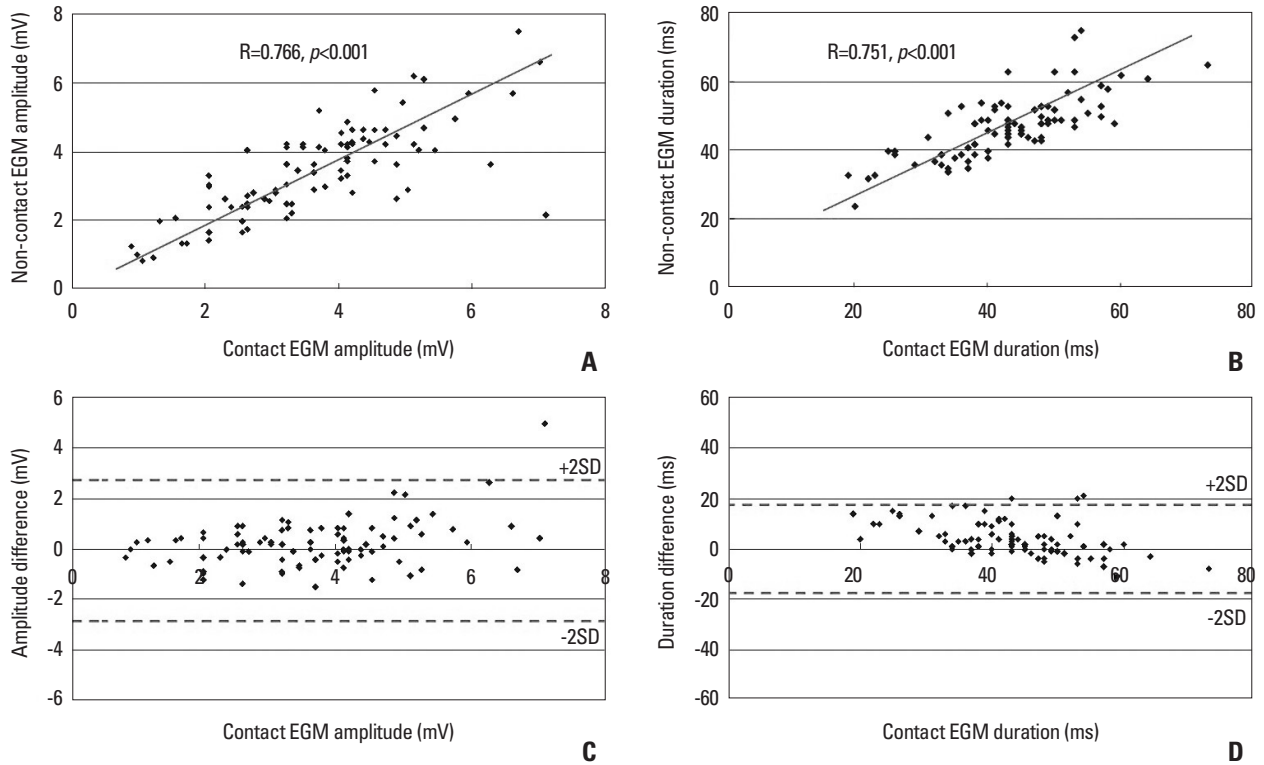 Non-contact EGM amplitude (mV)
8
6
4
2
0
R=0.766, p<0.001
0 2 4 6 8
Contact EGM amplitude (mV)
A
Non-contact EGM duration (ms)
80
60
40
20
0
R=0.751, p<0.001
0 20 40 60 80
Contact EGM duration (ms)
B
Amplitude difference (mV)
6
4
2
0
-2
-4
-6
+2SD
0 2 4 6 8
-2SD
Contact EGM amplitude (mV)
C
Duration difference (ms)
60
40
20
0
-20
-40
-60
+2SD
0 20 40 60 80
-2SD
Contact EGM duration (ms)
D